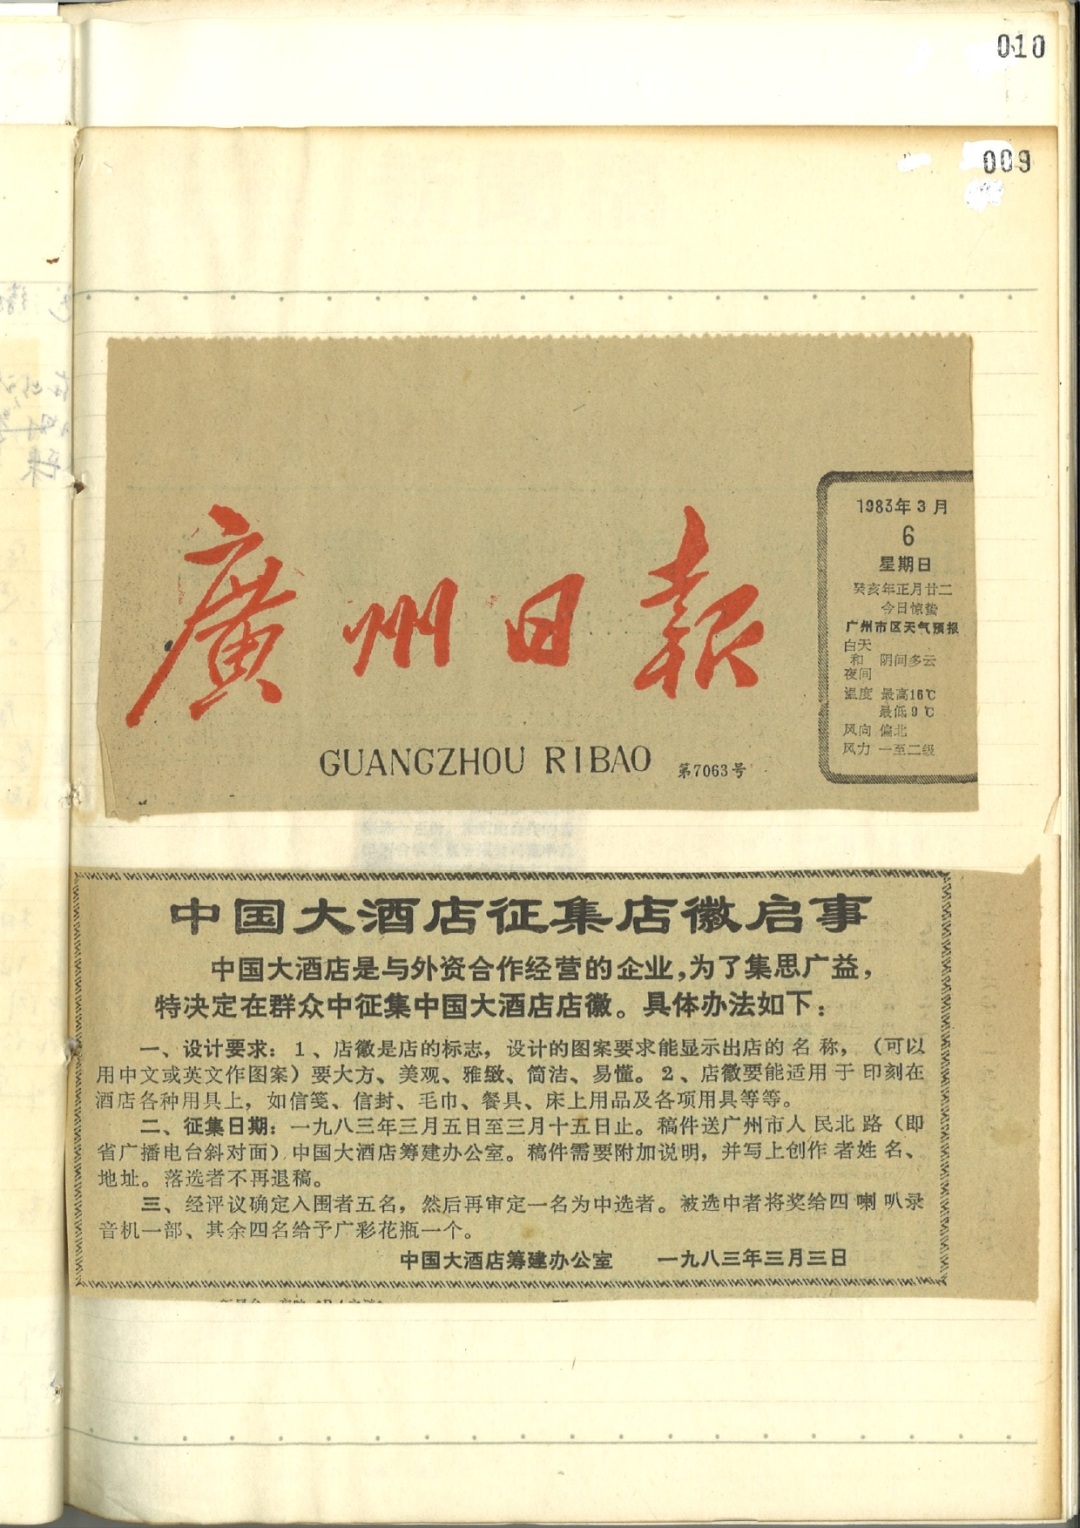 010
009
廣州日報
GUANGZHOU RIBAO 第7063号
1983年3月
6
星期日
癸亥年正月廿二
今日惊蛰
广州市区天气预报
白天
和 阴间多云
夜间
温度 最高16℃
最低9℃
风向 偏北
风力 一至二级
中国大酒店征集店徽启事
中国大酒店是与外资合作经营的企业,为了集思广益,
特决定在群众中征集中国大酒店店徽。具体办法如下:
一、设计要求:1、店徽是店的标志,设计的图案要求能显示出店的名称,(可以
用中文或英文作图案)要大方、美观、雅致、简洁、易懂。2、店徽要能适用于印刻在
酒店各种用具上,如信笺、信封、毛巾、餐具、床上用品及各项用具等等。
二、征集日期:一九八三年三月五日至三月十五日止。稿件送广州市人民北路(即
省广播电台斜对面)中国大酒店筹建办公室。稿件需要附加说明,并写上创作者姓名、
地址。落选者不再退稿。
三、经评议确定入围者五名,然后再审定一名为中选者。被选中者将奖给四喇叭录
音机一部、其余四名给予广彩花瓶一个。
中国大酒店筹建办公室 一九八三年三月三日